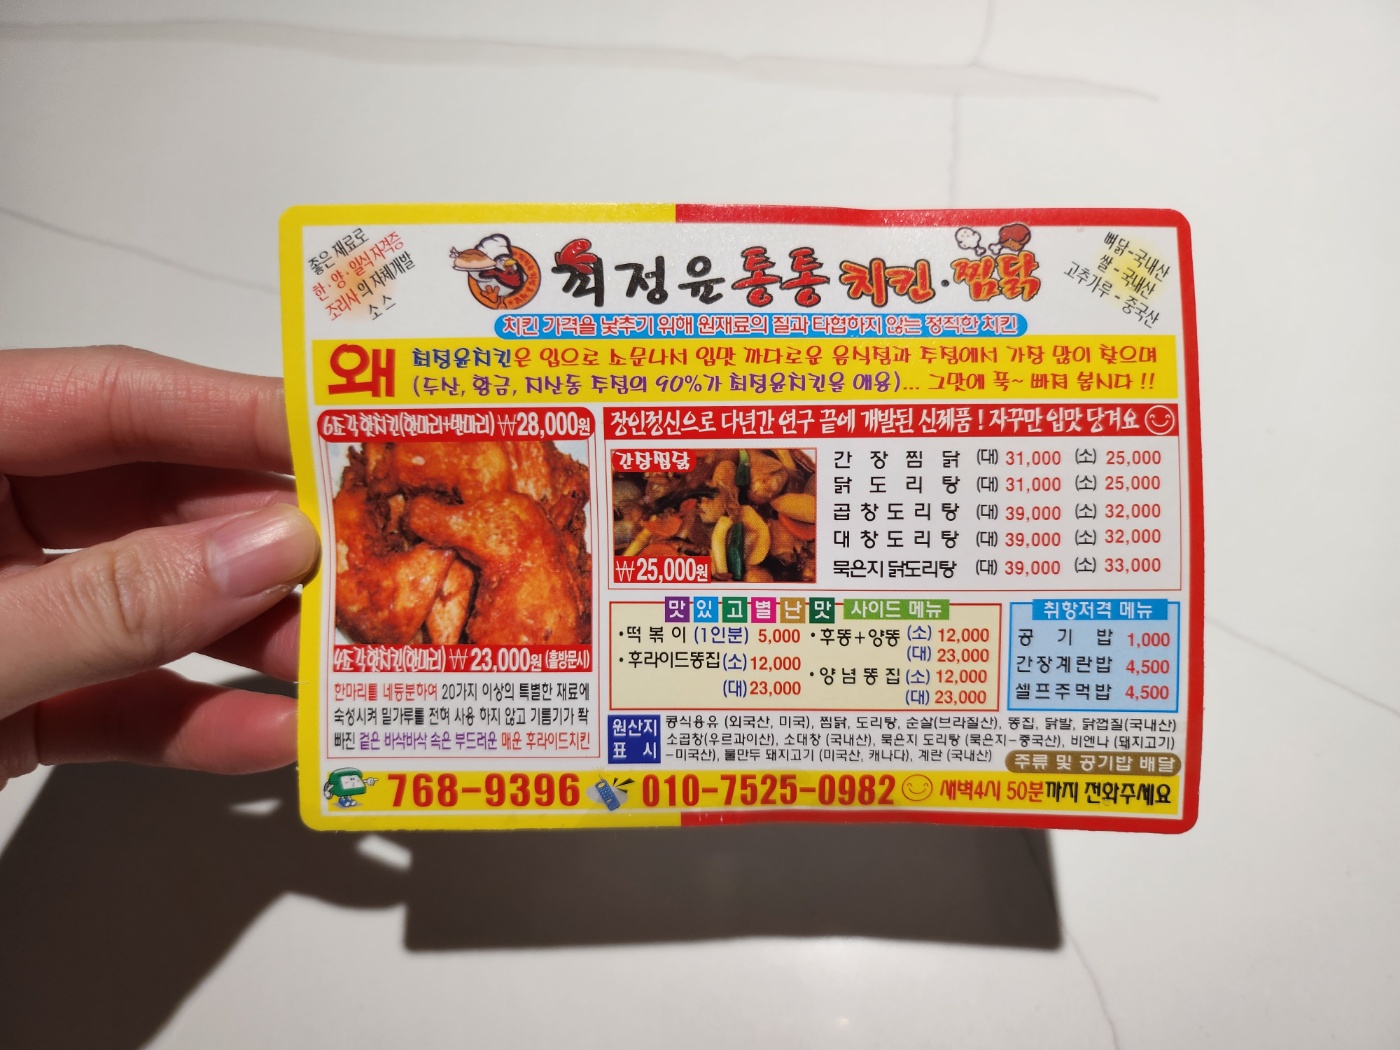 좋은 재료로
한·양·일식 자격증
조리사의 자체개발
소스
최정윤 통통 치킨·찜닭
뼈닭-국내산
쌀-국내산
고추가루-중국산
치킨 가격을 낮추기 위해 원재료의 질과 타협하지 않는 정직한 치킨
왜
최정윤치킨은 입으로 소문나서 입맛 까다로운 음식점과 주점에서 가장 많이 찾으며
(두산, 황금, 지산동 주점의 90%가 최정윤치킨을 애용)... 그맛에 푹~ 빠져 봅시다 !!
6조각핫치킨(한마리+반마리) ₩28,000원
4조각핫치킨(한마리) ₩23,000원 (홀방문시)
한마리를 네등분하여 20가지 이상의 특별한 재료에
숙성시켜 밀가루를 전혀 사용 하지 않고 기름기가 쫙
빠진 겉은 바삭바삭 속은 부드러운 매운 후라이드치킨
장인정신으로 다년간 연구 끝에 개발된 신제품 ! 자꾸만 입맛 당겨요
간장찜닭
₩25,000원
간장찜닭 (대) 31,000 (소) 25,000
닭도리탕 (대) 31,000 (소) 25,000
곱창도리탕 (대) 39,000 (소) 32,000
대창도리탕 (대) 39,000 (소) 32,000
묵은지 닭도리탕 (대) 39,000 (소) 33,000
맛있고별난맛 사이드 메뉴
·떡볶이 (1인분) 5,000
·후라이드똥집 (소) 12,000
(대) 23,000
·후똥+양똥 (소) 12,000
(대) 23,000
·양념똥집 (소) 12,000
(대) 23,000
취향저격 메뉴
공기밥 1,000
간장계란밥 4,500
셀프주먹밥 4,500
원산지
표시
콩식용유 (외국산, 미국), 찜닭, 도리탕, 순살(브라질산), 똥집, 닭발, 닭껍질(국내산)
소곱창(우르과이산), 소대창 (국내산), 묵은지 도리탕 (묵은지-중국산), 비엔나 (돼지고기)
-미국산), 물만두 돼지고기 (미국산, 캐나다), 계란 (국내산)
주류 및 공기밥 배달
768-9396 010-7525-0982 새벽4시 50분까지 전화주세요